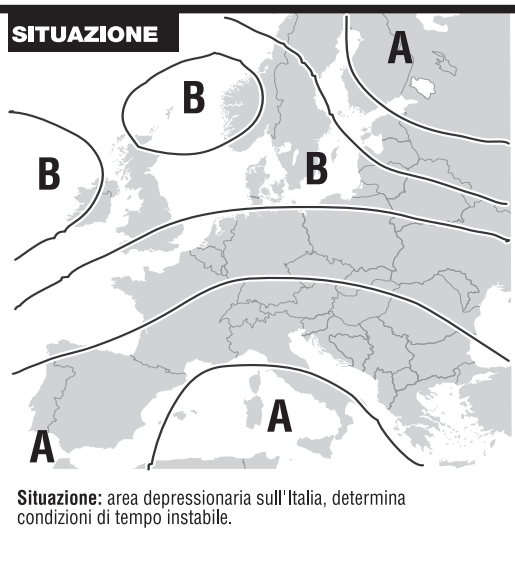 SITUAZIONE
A
B
B
B
A
A
Situazione: area depressionaria sull'Italia, determina
condizioni di tempo instabile.